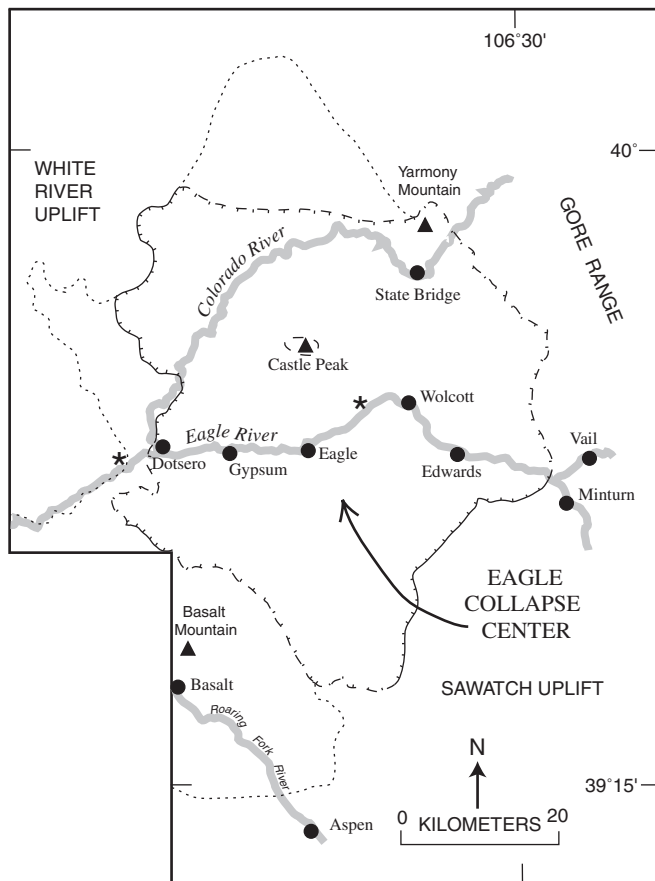 106°30'
40°
WHITE
RIVER
UPLIFT
Yarmony
Mountain
GORE RANGE
Colorado River
State Bridge
Castle Peak
*
Wolcott
Eagle River
*
Dotsero
Gypsum
Eagle
Edwards
Vail
Minturn
EAGLE
COLLAPSE
CENTER
Basalt
Mountain
Basalt
SAWATCH UPLIFT
Roaring
Fork
River
N
39°15'
0
20
KILOMETERS
Aspen